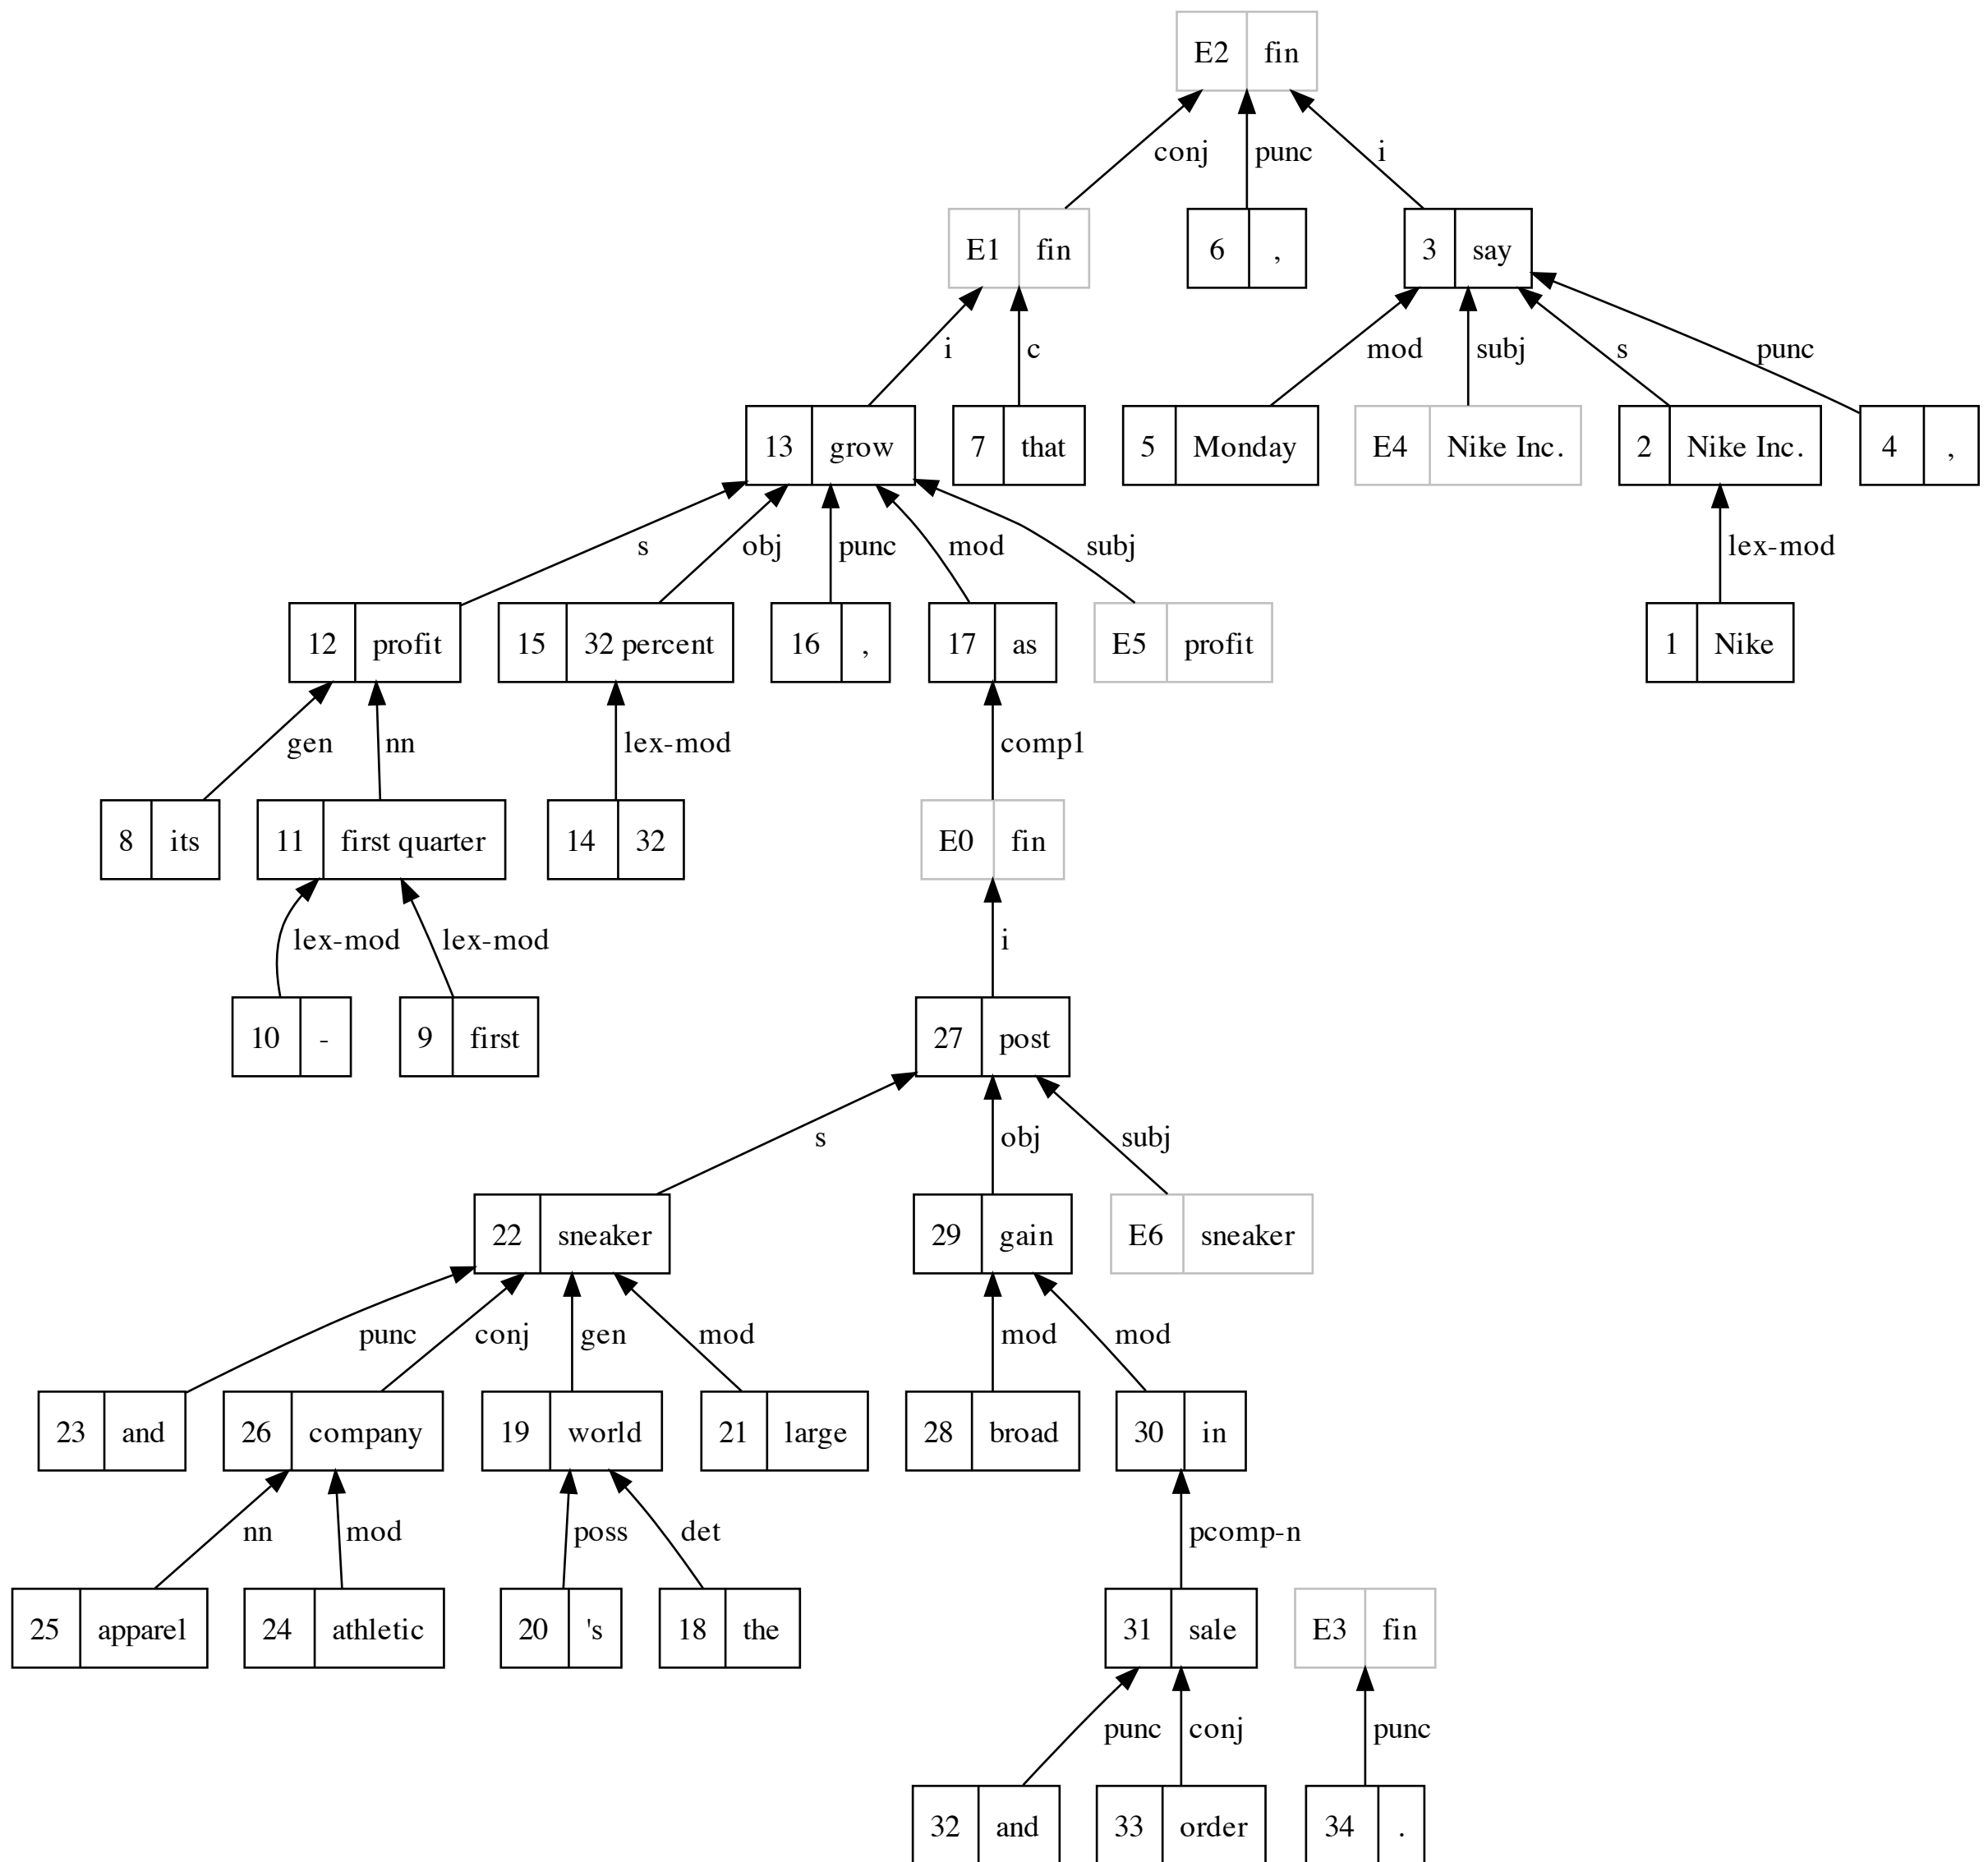 E2 fin
conj punc i
E1 fin 6 , 3 say
i c mod subj s punc
13 grow 7 that 5 Monday E4 Nike Inc. 2 Nike Inc. 4 ,
s obj punc mod subj lex-mod
12 profit 15 32 percent 16 , 17 as E5 profit 1 Nike
gen nn lex-mod comp1
8 its 11 first quarter 14 32 E0 fin
lex-mod lex-mod i
10 - 9 first 27 post
s obj subj
22 sneaker 29 gain E6 sneaker
punc conj gen mod mod mod
23 and 26 company 19 world 21 large 28 broad 30 in
nn mod poss det pcomp-n
25 apparel 24 athletic 20 's 18 the 31 sale E3 fin
punc conj punc
32 and 33 order 34 .